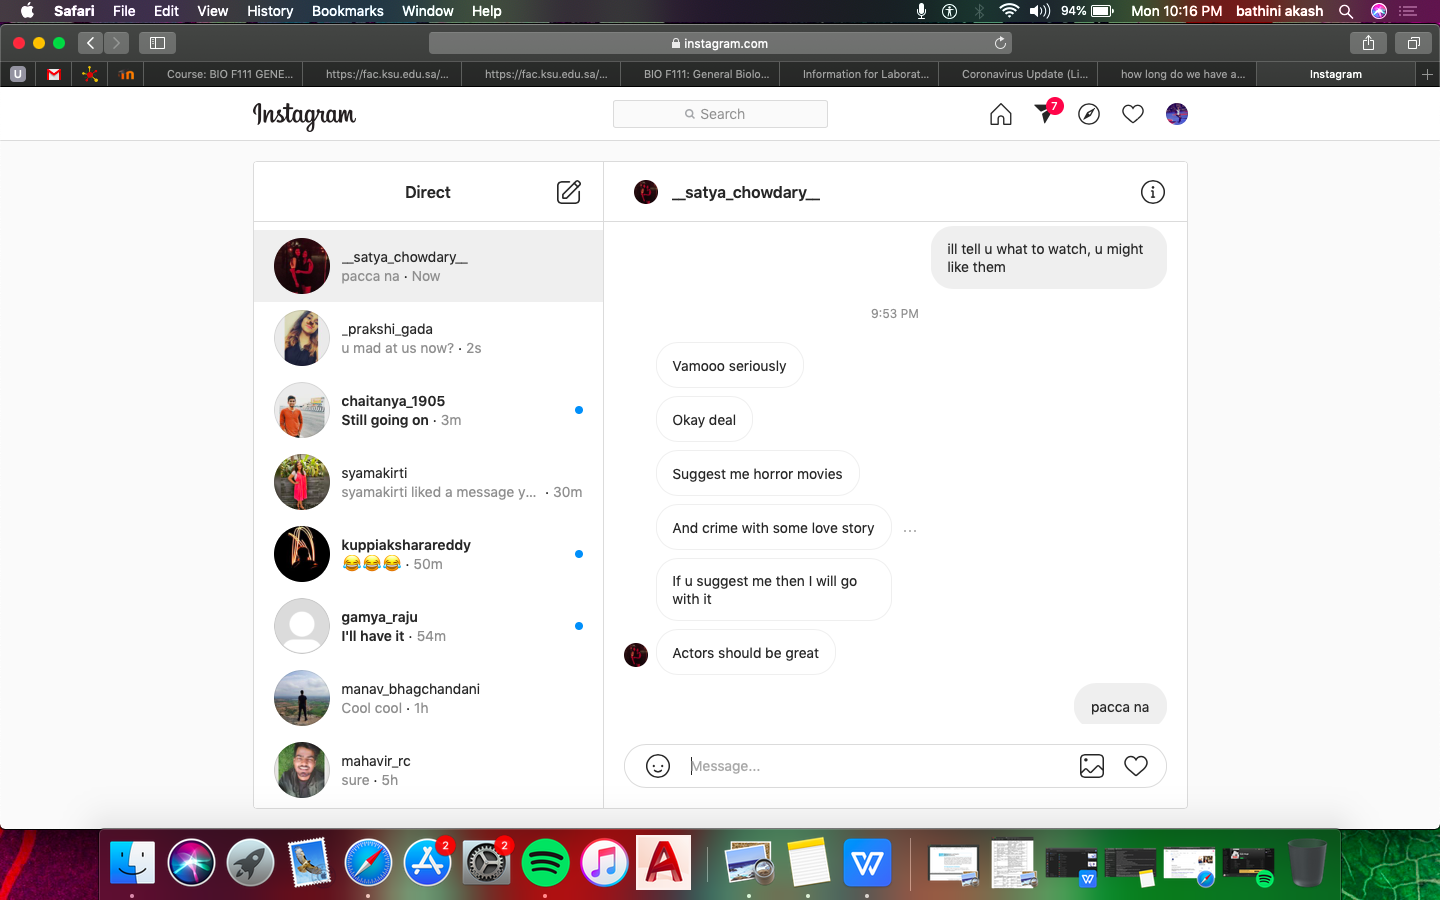 Safari File Edit View History Bookmarks Window Help 94% Mon 10:16 PM bathini akash
instagram.com
U Course: BIO F111 GENE... https://fac.ksu.edu.sa/... https://fac.ksu.edu.sa/... BIO F111: General Biolo... Information for Laborat... Coronavirus Update (Li... how long do we have a... Instagram
Instagram Search 7
Direct
__satya_chowdary__
pacca na · Now
_prakshi_gada
u mad at us now? · 2s
chaitanya_1905
Still going on · 3m
syamakirti
syamakirti liked a message y... · 30m
kuppiaksharareddy
😂😂😂 · 50m
gamya_raju
I'll have it · 54m
manav_bhagchandani
Cool cool · 1h
mahavir_rc
sure · 5h
__satya_chowdary__
ill tell u what to watch, u might
like them
9:53 PM
Vamooo seriously
Okay deal
Suggest me horror movies
And crime with some love story
If u suggest me then I will go
with it
Actors should be great
pacca na
Message...
2 2